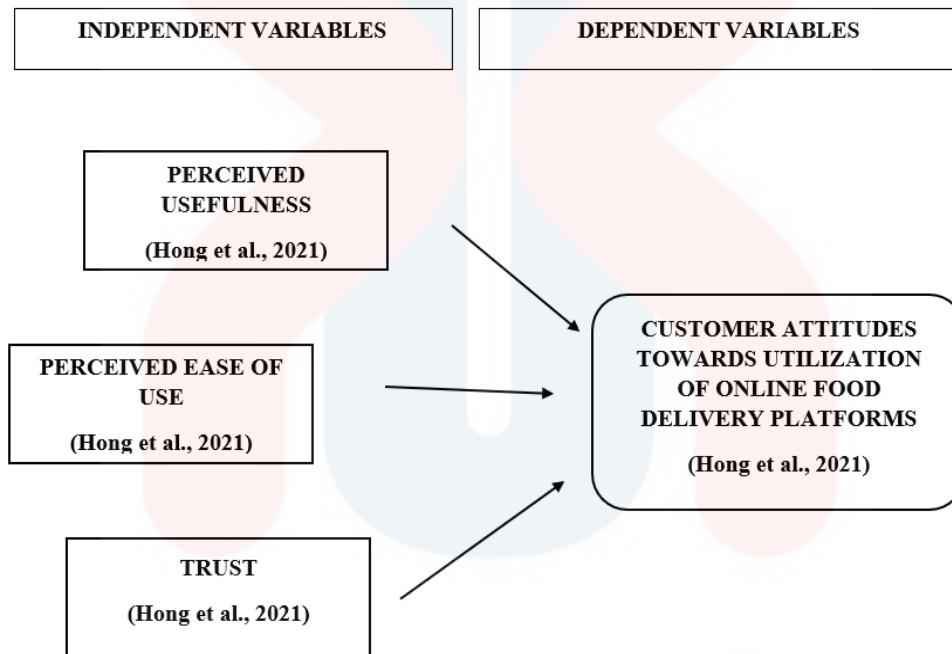 INDEPENDENT VARIABLES
DEPENDENT VARIABLES
PERCEIVED
USEFULNESS
(Hong et al., 2021)
PERCEIVED EASE OF
USE
(Hong et al., 2021)
TRUST
(Hong et al., 2021)
CUSTOMER ATTITUDES
TOWARDS UTILIZATION
OF ONLINE FOOD
DELIVERY PLATFORMS
(Hong et al., 2021)